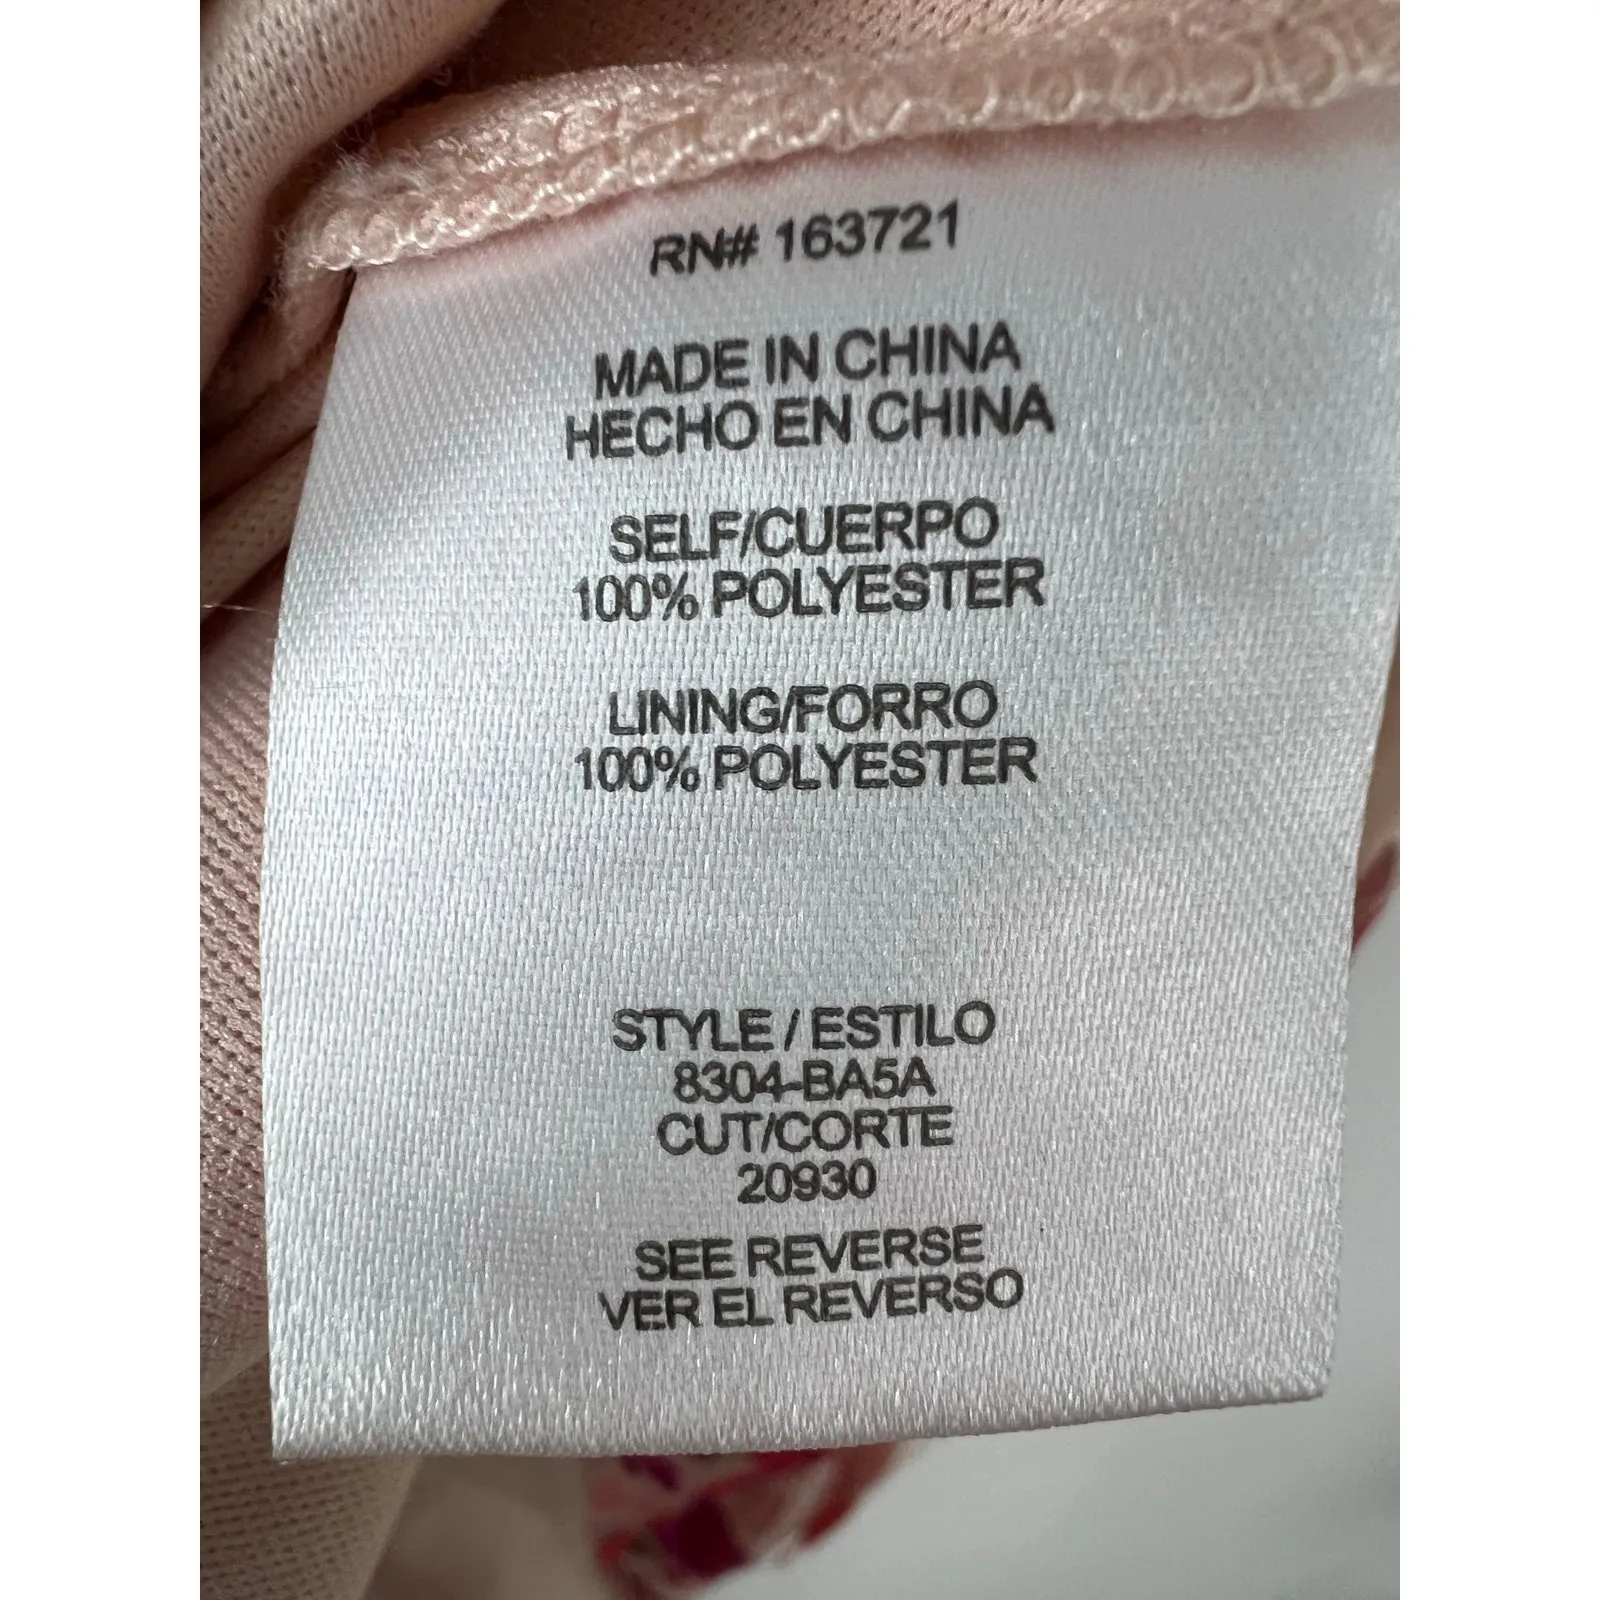 RN# 163721
MADE IN CHINA
HECHO EN CHINA
SELF/CUERPO
100% POLYESTER
LINING/FORRO
100% POLYESTER
STYLE / ESTILO
8304-BA5A
CUT/CORTE
20930
SEE REVERSE
VER EL REVERSO